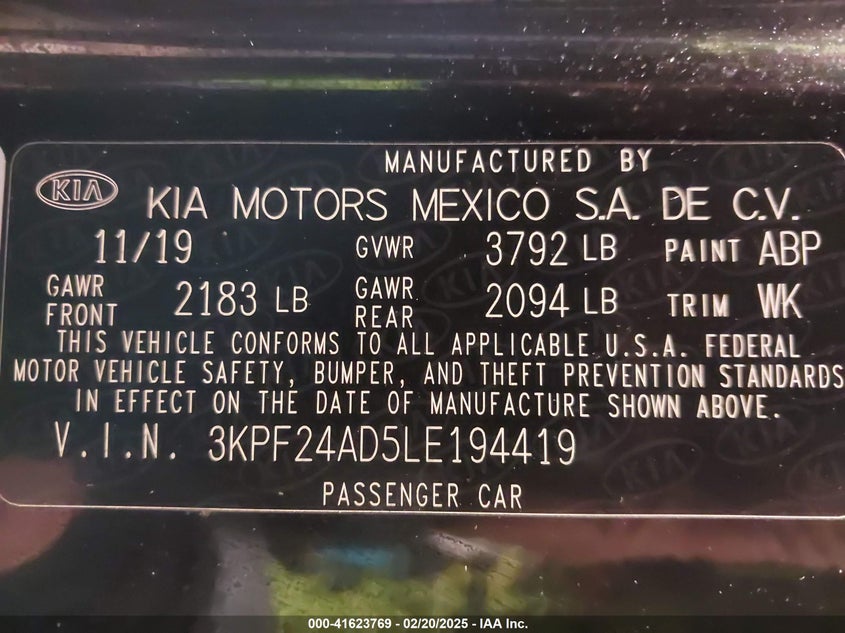 MANUFACTURED BY
KIA KIA MOTORS MEXICO S.A. DE C.V.
11/19 GVWR 3792 LB PAINT ABP
GAWR FRONT 2183 LB GAWR REAR 2094 LB TRIM WK
THIS VEHICLE CONFORMS TO ALL APPLICABLE U.S.A. FEDERAL
MOTOR VEHICLE SAFETY, BUMPER, AND THEFT PREVENTION STANDARDS
IN EFFECT ON THE DATE OF MANUFACTURE SHOWN ABOVE.
V.I.N. 3KPF24AD5LE194419
PASSENGER CAR
000-41623769 - 02/20/2025 - IAA Inc.